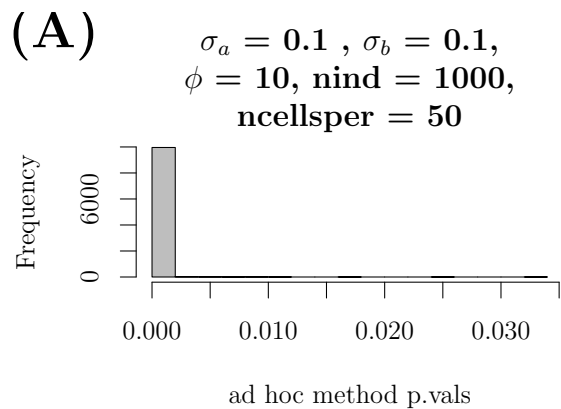 (A)
σₐ = 0.1 , σ_b = 0.1,
ϕ = 10, nind = 1000,
ncellsper = 50
Frequency
6000
0
0.000 0.010 0.020 0.030
ad hoc method p.vals